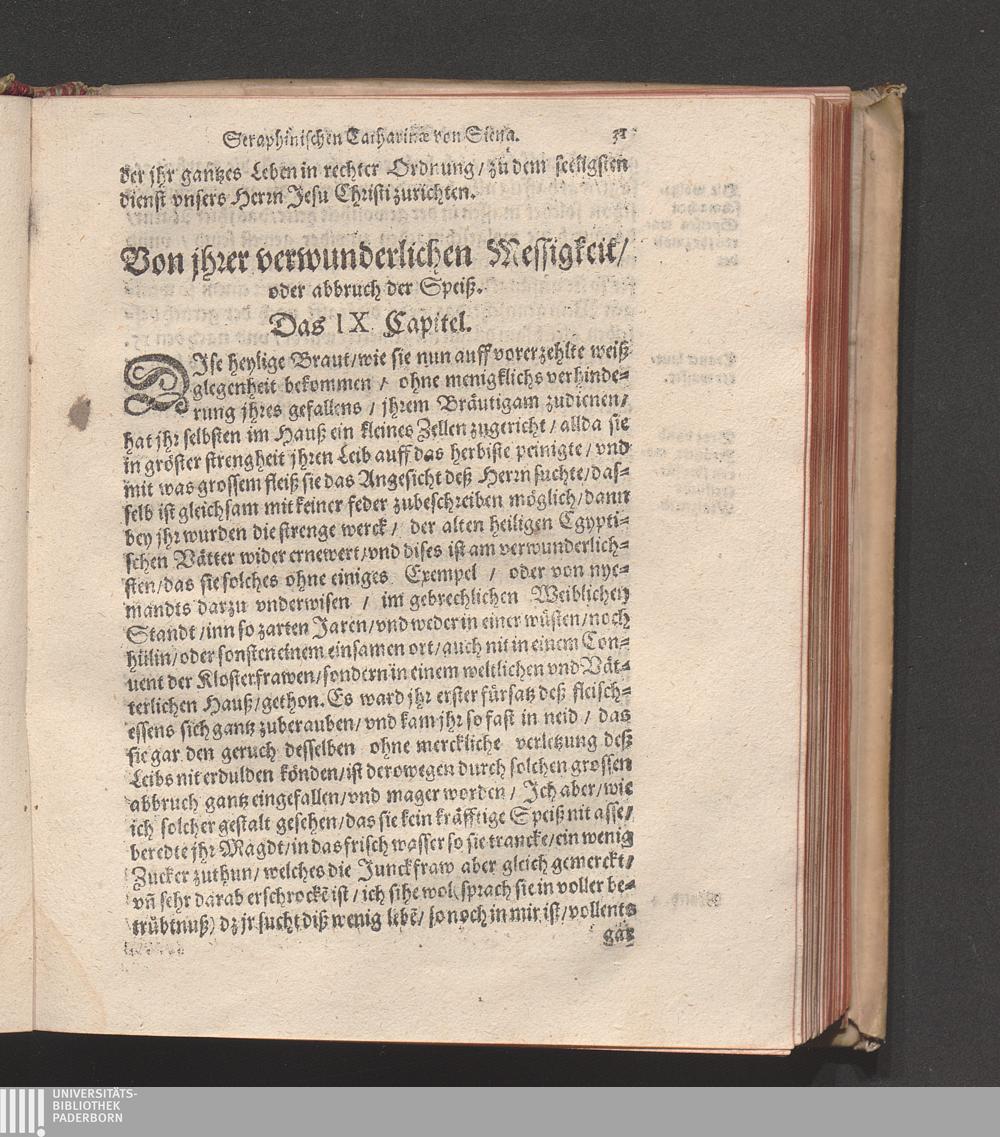 Seraphinischen Catharinæ von Siena. 31
der jhr gantzes Leben in rechter Ordnung / zů dem seeligsten
dienst vnsers Herrn Jesu Christi zurichten.
Von jhrer verwunderlichen Messigkeit/
oder abbruch der Speiß.
Das IX Capitel.
DIse heylige Braut/wie sie nun auff vorerzehlte weiß
glegenheit bekommen / ohne menigklichs verhinde-
rung jhres gefallens / jhrem Bräutigam zudienen/
hat jhr selbsten im Hauß ein kleines Zellen zugericht / allda sie
in gröster strengheit jhren Leib auff das herbiste peinigte / vnd
mit was grossem fleiß sie das Angesicht deß Herrn suchte / das-
selb ist gleichsam mit keiner feder zubeschreiben möglich/dann
bey jhr wurden die strenge werck / der alten heiligen Egypti-
schen Vätter wider ernewert/vnd dises ist am verwunderlich-
sten/das sie solches ohne einiges Exempel / oder von nye-
mandts darzu vnderwisen / im gebrechlichen Weiblichen
Standt/inn so zarten Jaren/vnd weder in einer wüsten/noch
hülin/oder sonsten einem einsamen ort/auch nit in einem Con-
uent der Klosterfrawen/sondern in einem weltlichen vnd Vät-
terlichen Hauß/gethon. Es ward jhr erster fürsatz deß fleisch-
essens sich gantz zuberauben/vnd kam jhr so fast in neid / das
sie gar den geruch desselben ohne merckliche verletzung deß
Leibs nit erdulden könden/ist derowegen durch solchen grossen
abbruch gantz eingefallen/vnd mager worden / Ich aber/wie
ich solcher gestalt gesehen/das sie kein kräfftige Speiß nit asse/
beredte jhr Magdt/in das frisch wasser so sie trancke/ein wenig
Zucker zuthun/welches die Junckfraw aber gleich gemerckt/
vñ sehr darab erschrockẽ ist / ich sihe wol (sprach sie in voller be-
trübtnuß) dz jr sucht diß wenig lebẽ/ so noch in mir ist/vollents
gar
UNIVERSITÄTS-
BIBLIOTHEK
PADERBORN